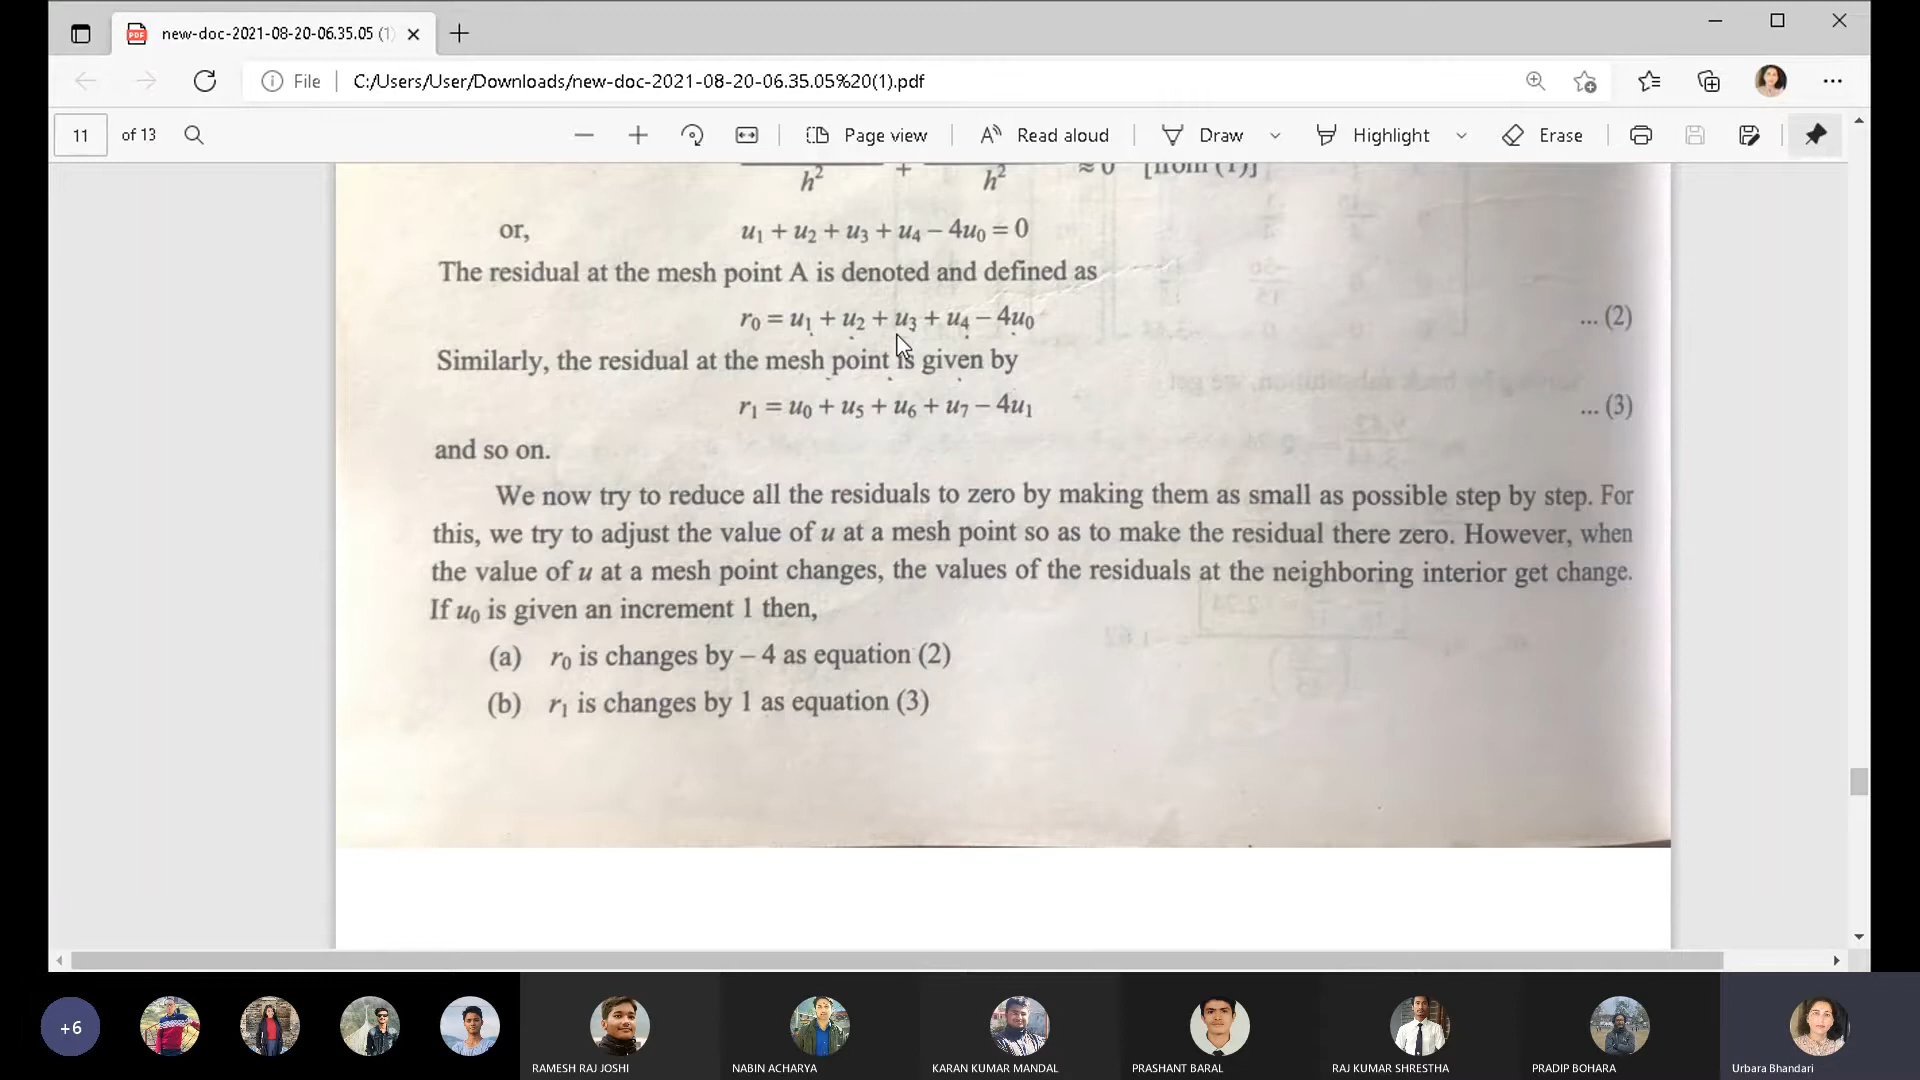 new-doc-2021-08-20-06.35.05 (1)
File C:/Users/User/Downloads/new-doc-2021-08-20-06.35.05%20(1).pdf
11 of 13 Page view Read aloud Draw Highlight Erase
h² + h² ≈ 0 [from (1)]
or, u₁ + u₂ + u₃ + u₄ – 4u₀ = 0
The residual at the mesh point A is denoted and defined as
r₀ = u₁ + u₂ + u₃ + u₄ – 4u₀ ... (2)
Similarly, the residual at the mesh point is given by
r₁ = u₀ + u₅ + u₆ + u₇ – 4u₁ ... (3)
and so on.
We now try to reduce all the residuals to zero by making them as small as possible step by step. For
this, we try to adjust the value of u at a mesh point so as to make the residual there zero. However, when
the value of u at a mesh point changes, the values of the residuals at the neighboring interior get change.
If u₀ is given an increment 1 then,
(a) r₀ is changes by – 4 as equation (2)
(b) r₁ is changes by 1 as equation (3)
+6
RAMESH RAJ JOSHI NABIN ACHARYA KARAN KUMAR MANDAL PRASHANT BARAL RAJ KUMAR SHRESTHA PRADIP BOHARA Urbara Bhandari